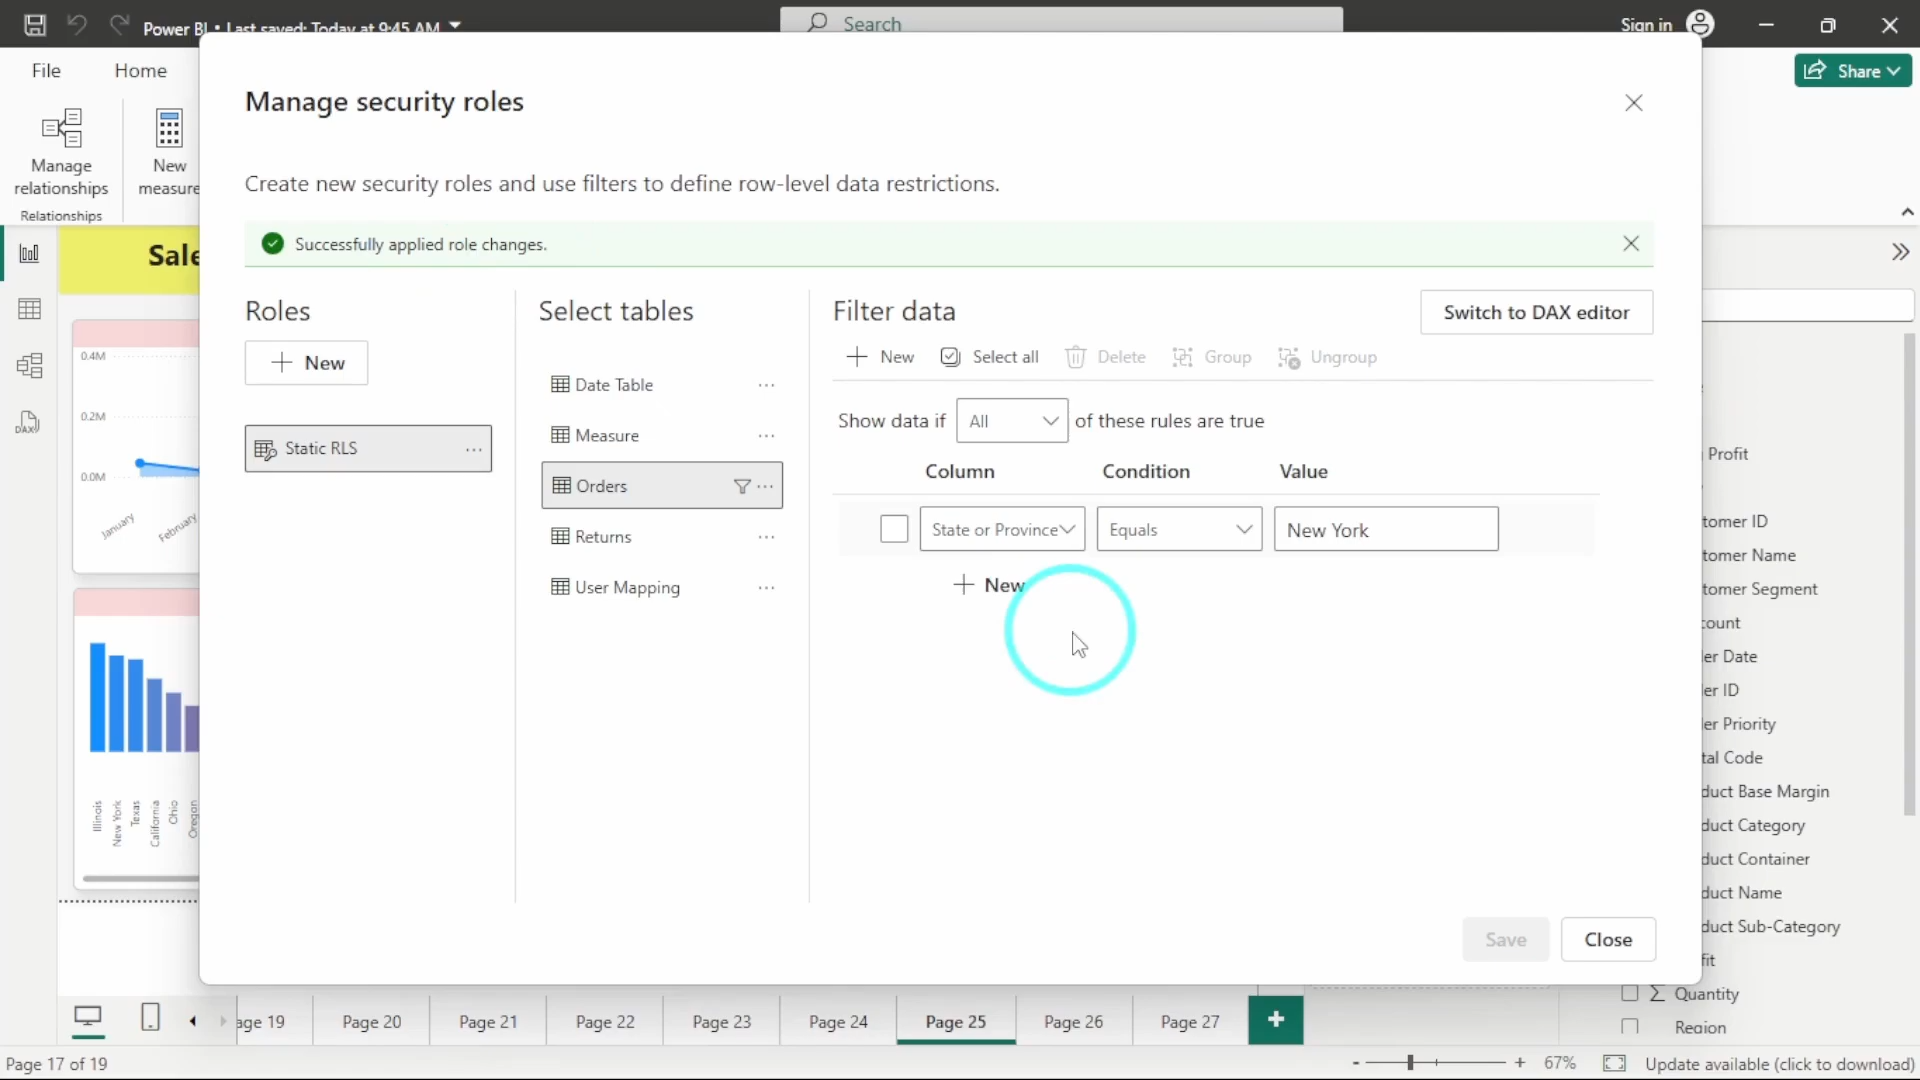 Power BI • Last saved: Today at 9:45 AM
Search
Sign in
File
Home
Share
Manage
relationships
New
measure
Relationships
Manage security roles
Create new security roles and use filters to define row-level data restrictions.
Successfully applied role changes.
Roles
New
Static RLS
Select tables
Date Table
Measure
Orders
Returns
User Mapping
Filter data
Switch to DAX editor
New
Select all
Delete
Group
Ungroup
Show data if All of these rules are true
Column Condition Value
State or Province Equals New York
New
Save
Close
Sale
0.4M
0.2M
0.0M
January
February
Illinois
New York
Texas
California
Ohio
Oregon
DAX
Profit
tomer ID
tomer Name
tomer Segment
count
er Date
er ID
er Priority
tal Code
duct Base Margin
duct Category
duct Container
duct Name
duct Sub-Category
fit
Quantity
Region
age 19
Page 20
Page 21
Page 22
Page 23
Page 24
Page 25
Page 26
Page 27
Page 17 of 19
67%
Update available (click to download)